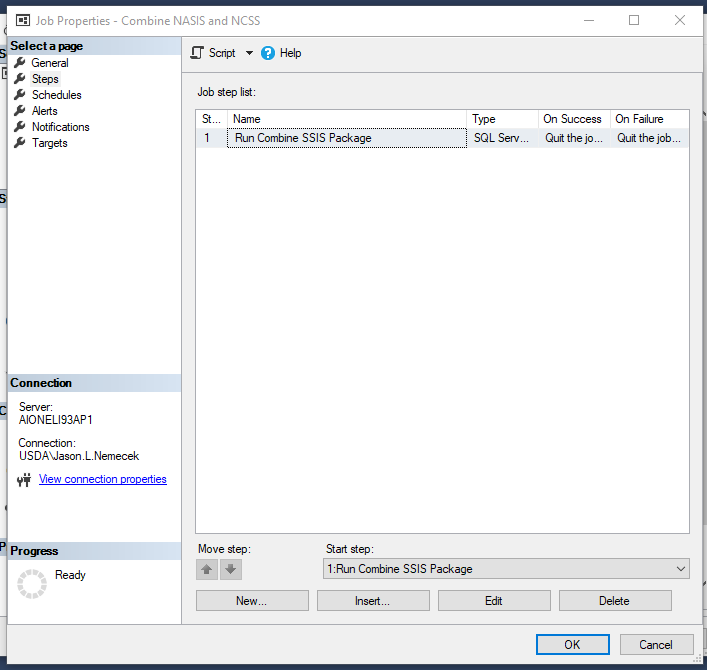 Job Properties - Combine NASIS and NCSS
Select a page
General
Steps
Schedules
Alerts
Notifications
Targets
Script
Help
Job step list:
St... Name Type On Success On Failure
1 Run Combine SSIS Package SQL Serv... Quit the jo... Quit the job...
Connection
Server:
AIONELI93AP1
Connection:
USDA\Jason.L.Nemecek
View connection properties
Progress
Ready
Move step:
Start step:
1:Run Combine SSIS Package
New...
Insert...
Edit
Delete
OK
Cancel